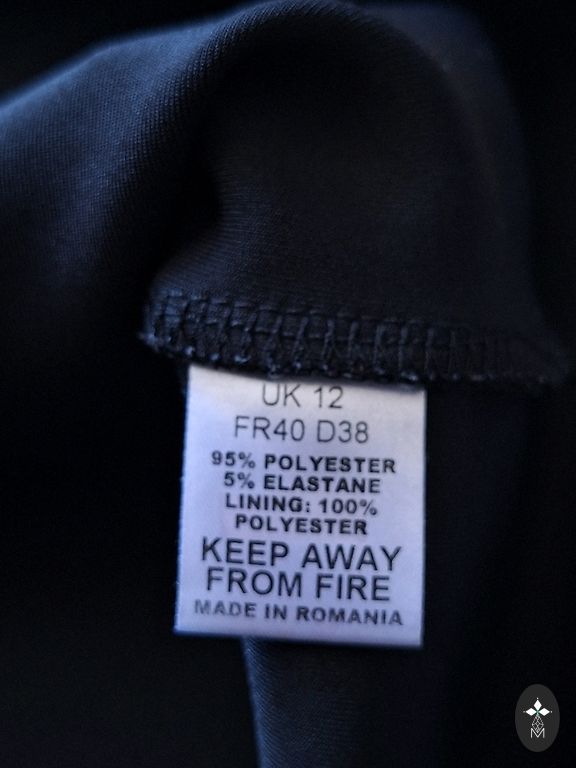 UK 12
FR40 D38
95% POLYESTER
5% ELASTANE
LINING: 100%
POLYESTER
KEEP AWAY
FROM FIRE
MADE IN ROMANIA
M